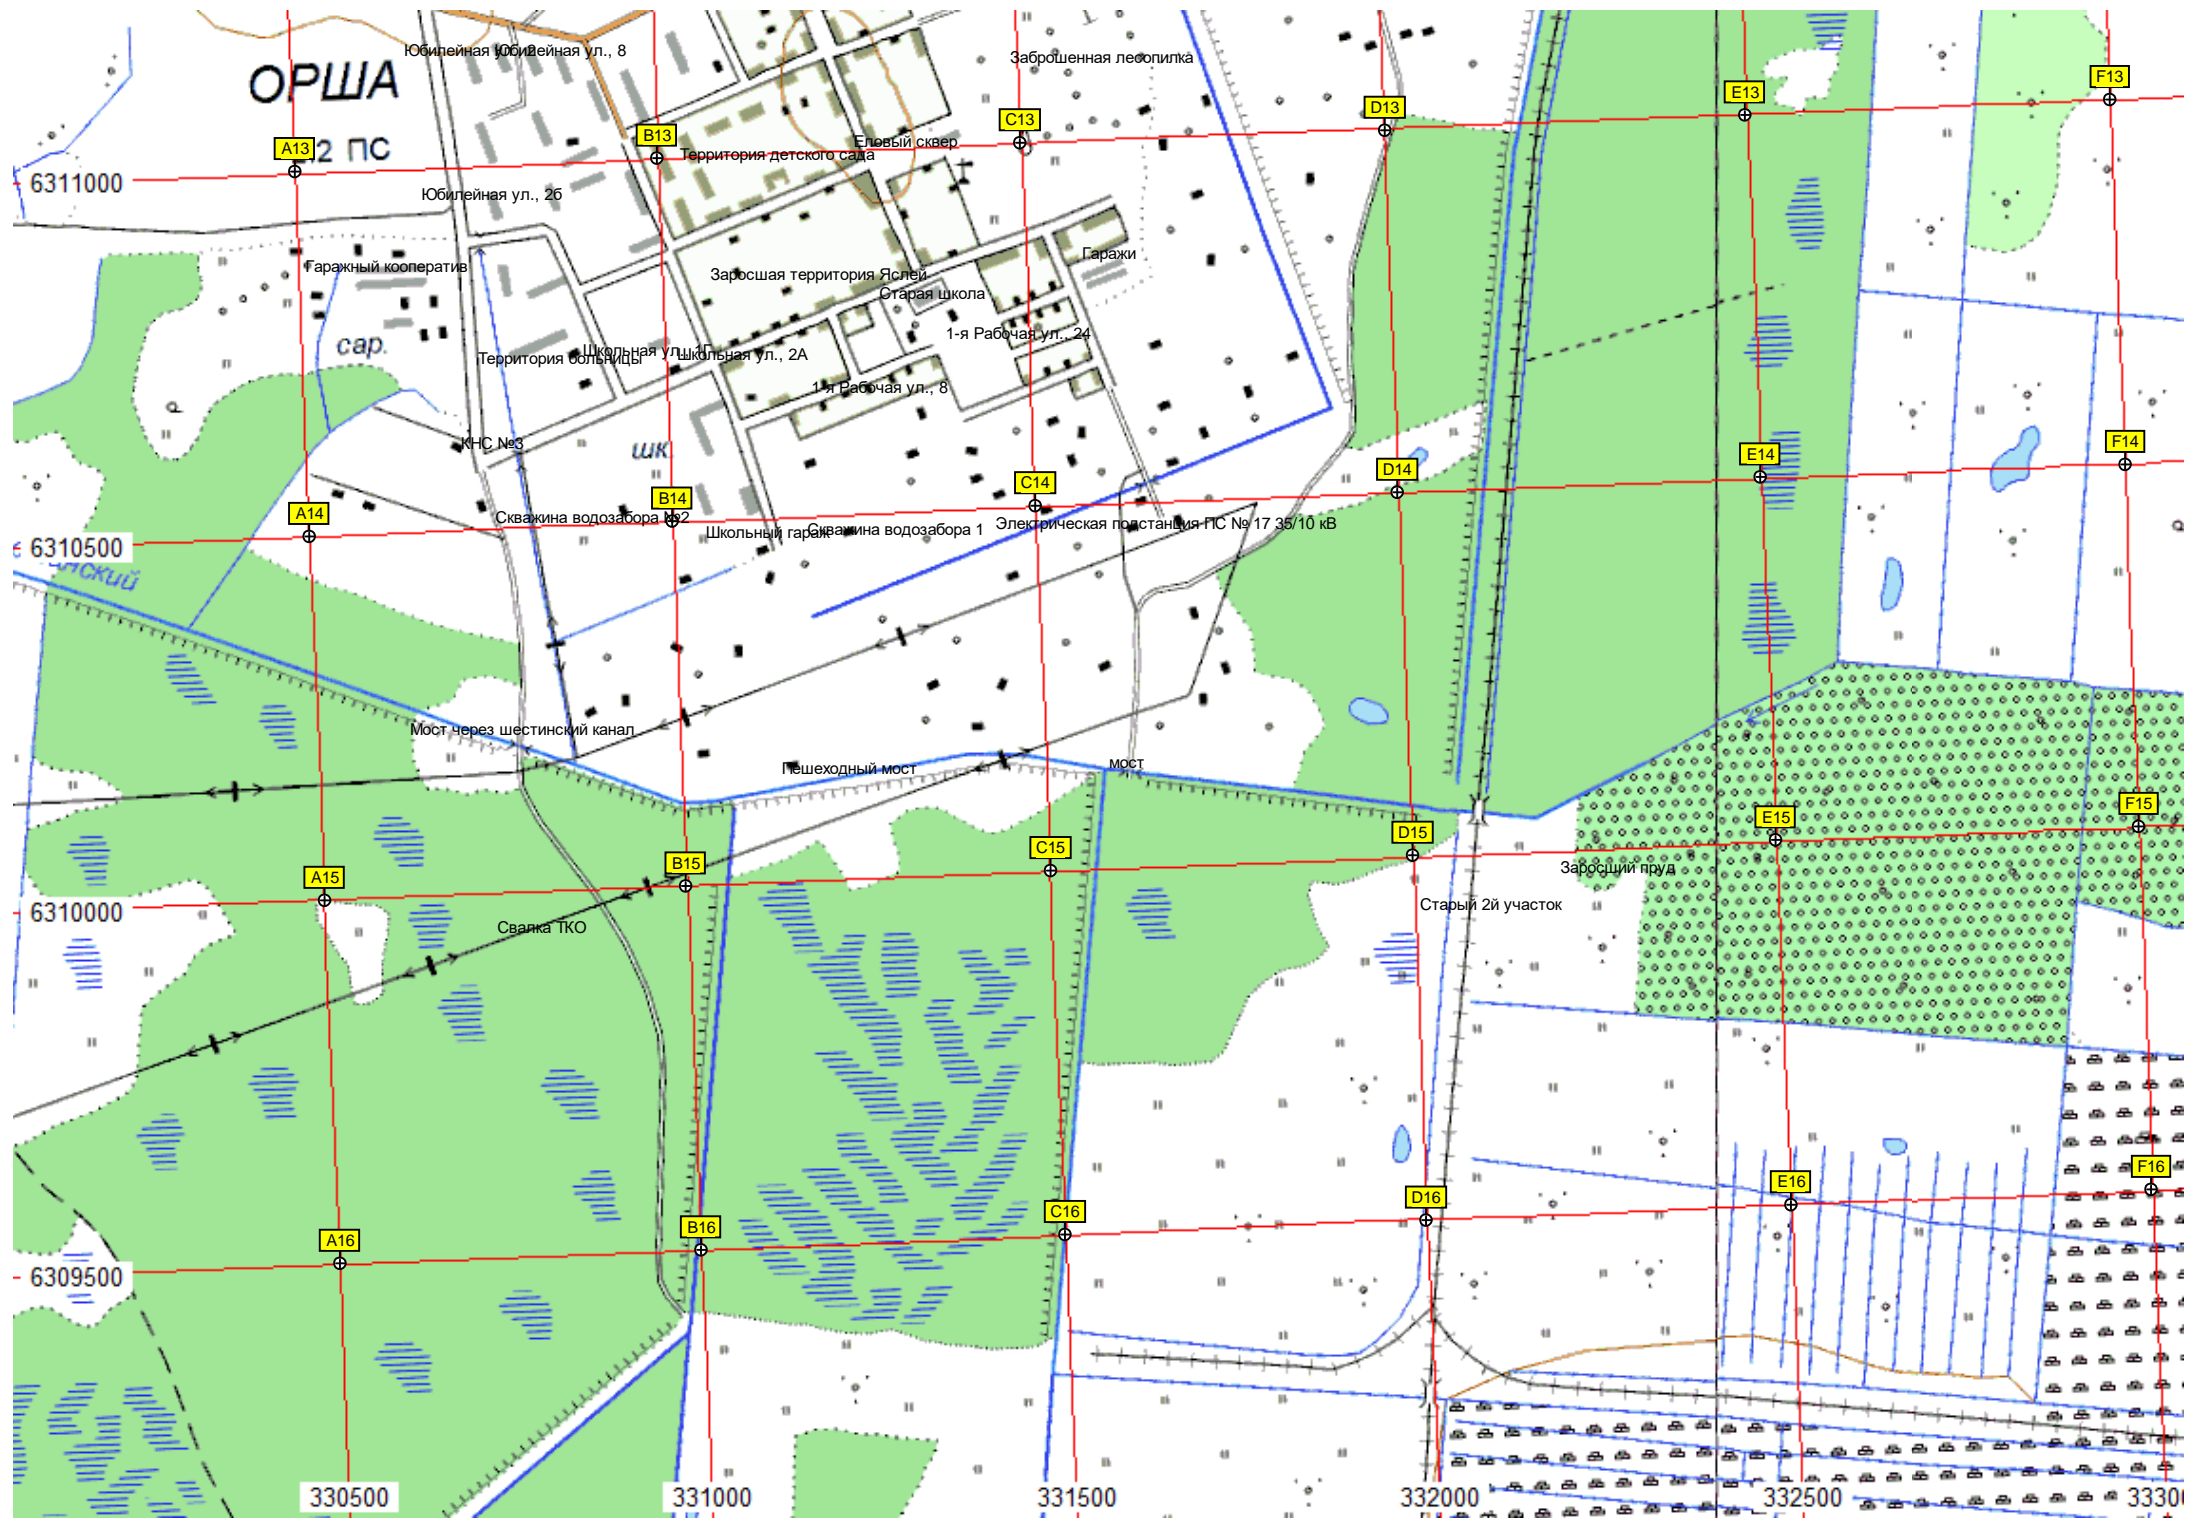 Юбилейная ул., 8
Заброшенная лесопилка
ОРША
F13
E13
D13
C13
B13
A13
.2 ПС
Еловый сквер
Территория детского сада
6311000
Юбилейная ул., 2б
Гаражи
Гаражный кооператив
Заросшая территория Яслей
Старая школа
1-я Рабочая ул., 24
сар.
Территория больницы
Школьная ул., 1Г
Школьная ул., 2А
1-я Рабочая ул., 8
КНС №3
шк.
F14
E14
D14
C14
B14
A14
Скважина водозабора №2
Школьный гараж
Скважина водозабора 1
Электрическая подстанция ПС № 17 35/10 кВ
6310500
нский
Мост через шестинский канал
Пешеходный мост
мост
F15
E15
D15
C15
B15
A15
Заросший пруд
Старый 2й участок
6310000
Свалка ТКО
F16
E16
D16
C16
B16
A16
6309500
330500
331000
331500
332000
332500
3330